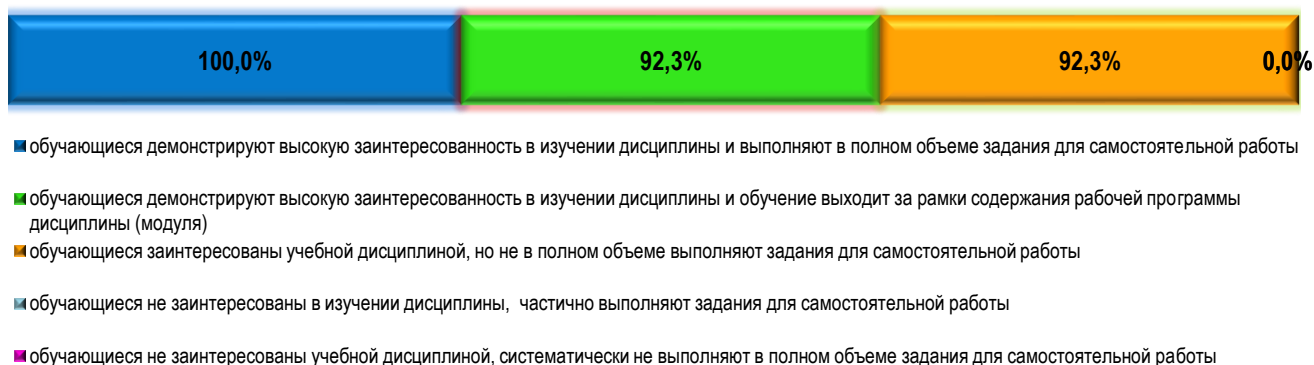 100,0% 92,3% 92,3% 0,0%
обучающиеся демонстрируют высокую заинтересованность в изучении дисциплины и выполняют в полном объеме задания для самостоятельной работы
обучающиеся демонстрируют высокую заинтересованность в изучении дисциплины и обучение выходит за рамки содержания рабочей программы
дисциплины (модуля)
обучающиеся заинтересованы учебной дисциплиной, но не в полном объеме выполняют задания для самостоятельной работы
обучающиеся не заинтересованы в изучении дисциплины, частично выполняют задания для самостоятельной работы
обучающиеся не заинтересованы учебной дисциплиной, систематически не выполняют в полном объеме задания для самостоятельной работы